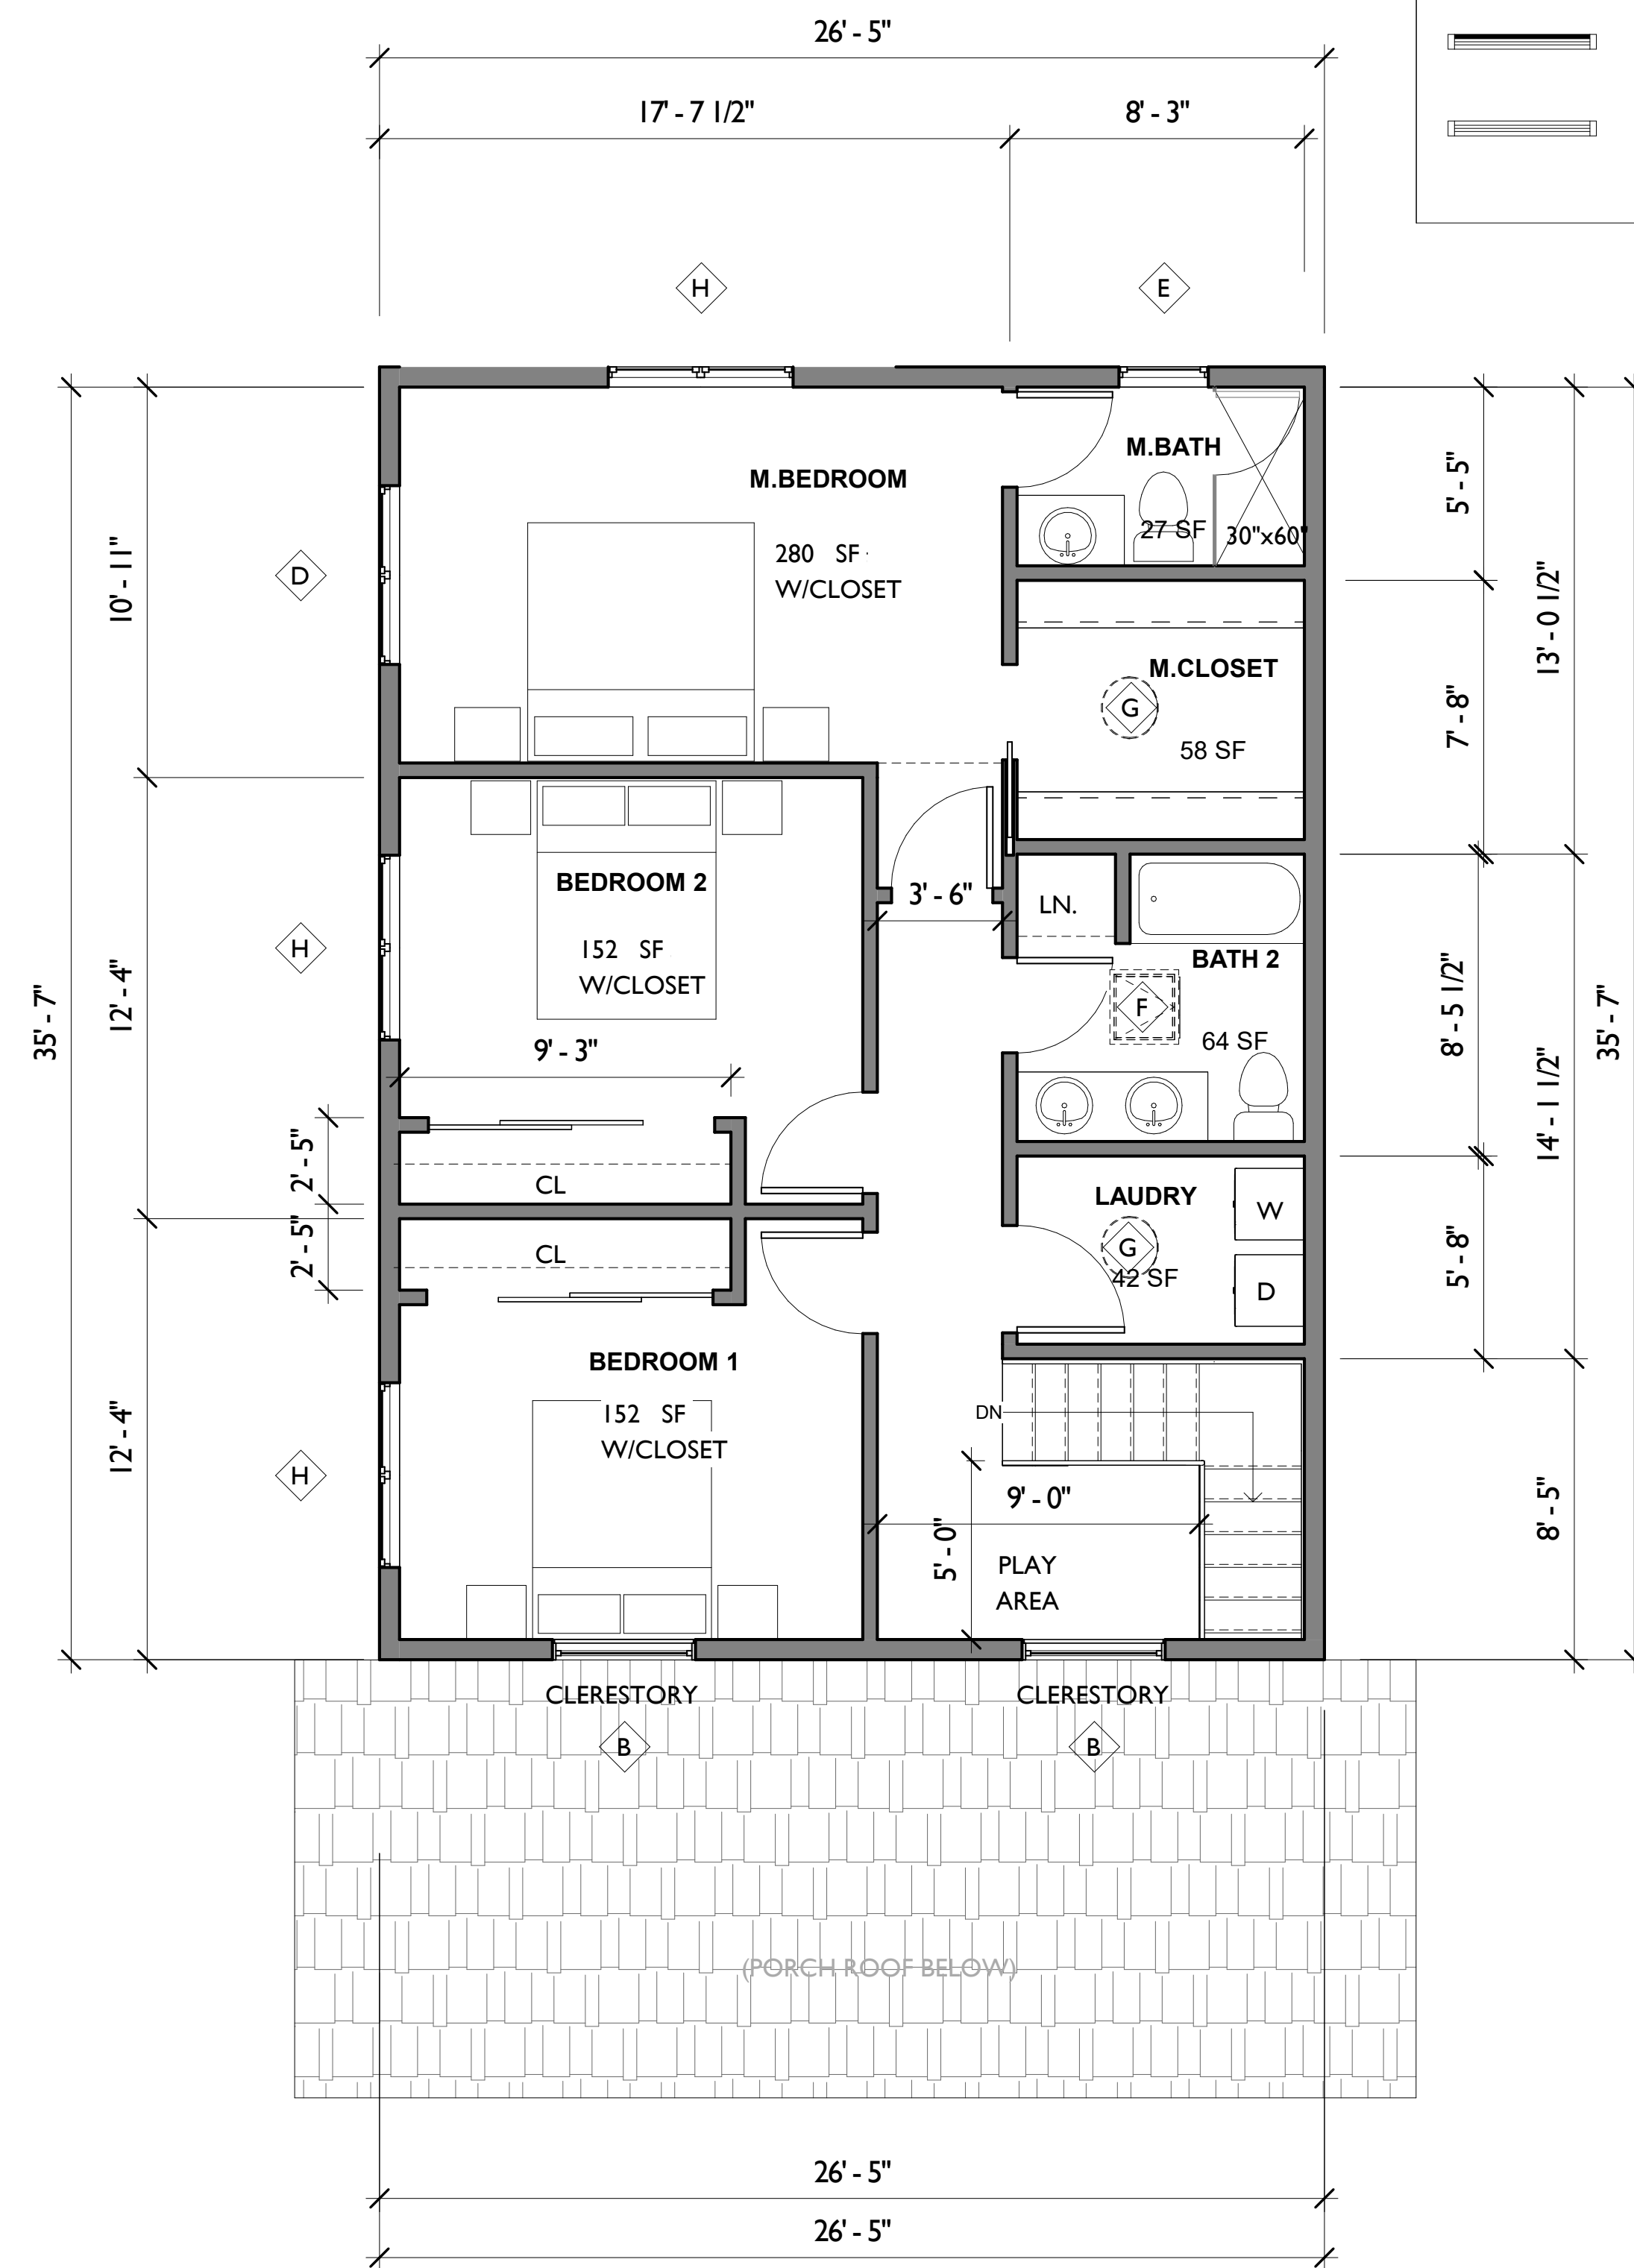 26' - 5"
17' - 7 1/2"
8' - 3"
H
E
M.BATH
M.BEDROOM
5' - 5"
27 SF
30"x60"
280 SF
W/CLOSET
10' - 11"
D
13' - 0 1/2"
M.CLOSET
G
7' - 8"
58 SF
BEDROOM 2
3' - 6"
LN.
152 SF
W/CLOSET
H
BATH 2
F
64 SF
12' - 4"
35' - 7"
8' - 5 1/2"
35' - 7"
9' - 3"
14' - 1 1/2"
2' - 5"
CL
LAUDRY
W
2' - 5"
CL
G
42 SF
5' - 8"
D
BEDROOM 1
152 SF
W/CLOSET
DN
12' - 4"
H
9' - 0"
5' - 0"
8' - 5"
PLAY
AREA
CLERESTORY
CLERESTORY
B
B
(PORCH ROOF BELOW)
26' - 5"
26' - 5"